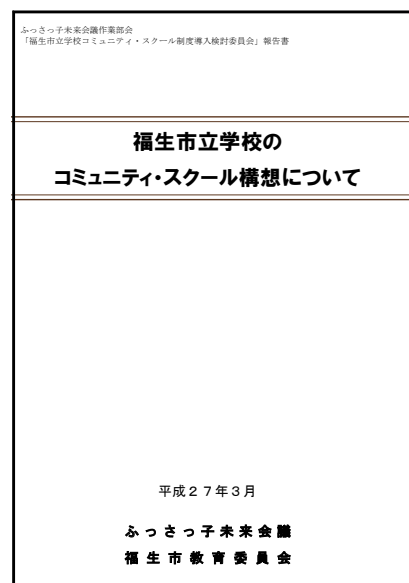 ふっさっ子未来会議作業部会
「福生市立学校コミュニティ・スクール制度導入検討委員会」報告書
福生市立学校の
コミュニティ・スクール構想について
平成２７年３月
ふっさっ子未来会議
福生市教育委員会